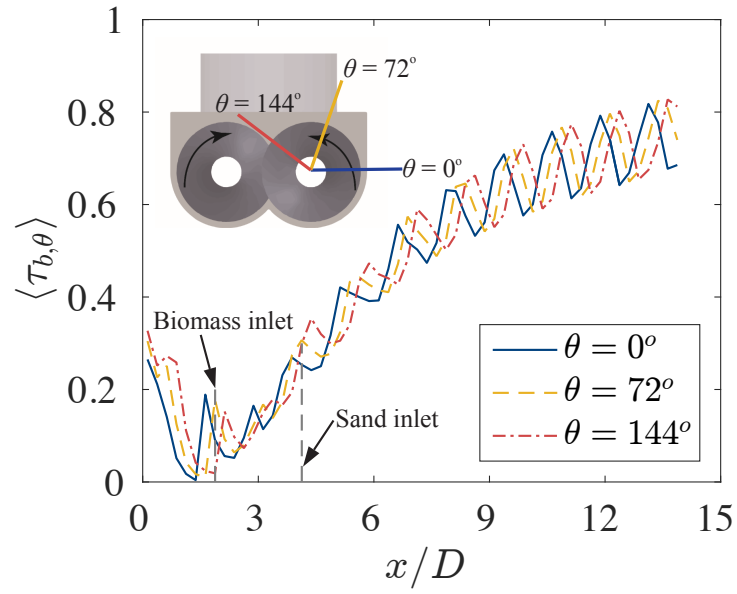 1
0.8
0.6
0.4
0.2
0
⟨τ_{b,θ}⟩
θ = 72°
θ = 144°
θ = 0°
Biomass inlet
Sand inlet
θ = 0^o
θ = 72^o
θ = 144^o
0 3 6 9 12 15
x/D